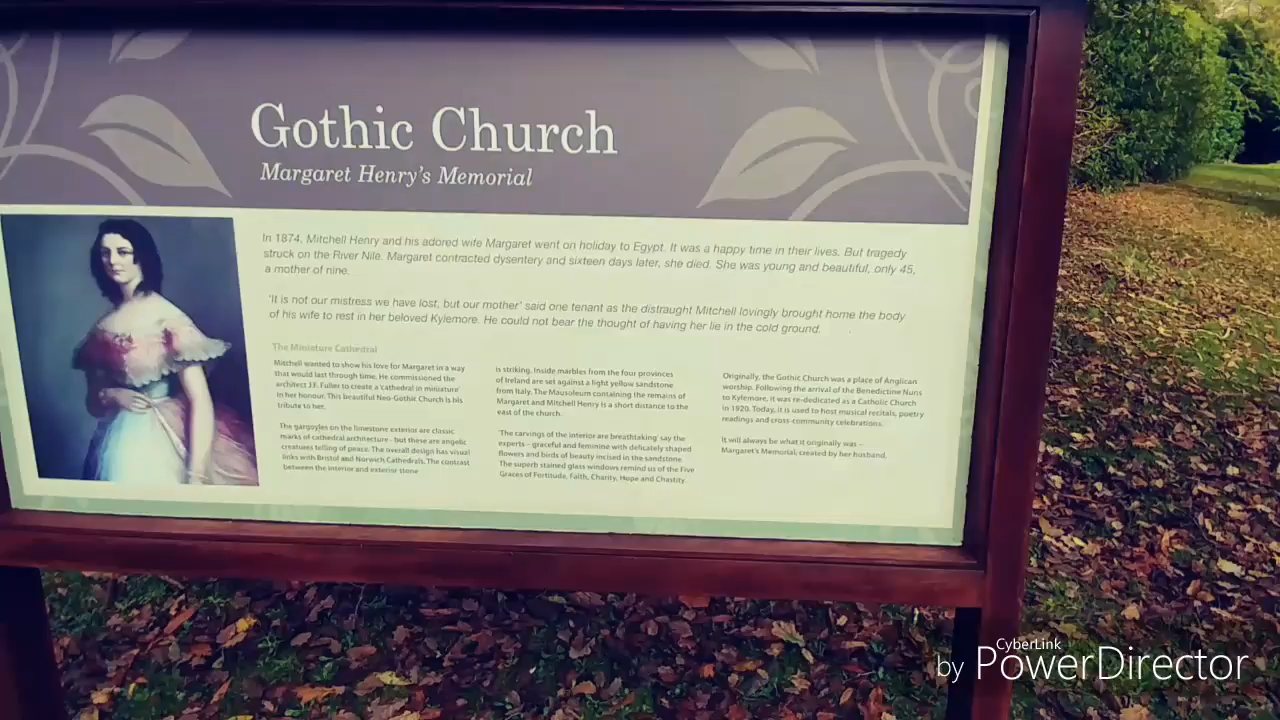 Gothic Church
Margaret Henry's Memorial
In 1874, Mitchell Henry and his adored wife Margaret went on holiday to Egypt. It was a happy time in their lives. But tragedy
struck on the River Nile. Margaret contracted dysentery and sixteen days later, she died. She was young and beautiful, only 45,
a mother of nine.
'It is not our mistress we have lost, but our mother' said one tenant as the distraught Mitchell lovingly brought home the body
of his wife to rest in her beloved Kylemore. He could not bear the thought of having her lie in the cold ground.
The Miniature Cathedral
Mitchell wanted to show his love for Margaret in a way
that would last through time. He commissioned the
architect J.F. Fuller to create a 'cathedral in miniature'
in her honour. This beautiful Neo-Gothic Church is his
tribute to her.
The gargoyles on the limestone exterior are classic
marks of cathedral architecture - but these are angelic
creatures telling of peace. The overall design has visual
links with Bristol and Norwich Cathedrals. The contrast
between the interior and exterior stone
is striking. Inside marbles from the four provinces
of Ireland are set against a light yellow sandstone
from Italy. The Mausoleum containing the remains of
Margaret and Mitchell Henry is a short distance to the
east of the church.
'The carvings of the interior are breathtaking' say the
experts – graceful and feminine with delicately shaped
flowers and birds of beauty incised in the sandstone.
The superb stained glass windows remind us of the Five
Graces of Fortitude, Faith, Charity, Hope and Chastity.
Originally, the Gothic Church was a place of Anglican
worship. Following the arrival of the Benedictine Nuns
to Kylemore, it was re-dedicated as a Catholic Church
in 1920. Today, it is used to host musical recitals, poetry
readings and cross-community celebrations.
It will always be what it originally was –
Margaret's Memorial, created by her husband.
CyberLink
by PowerDirector